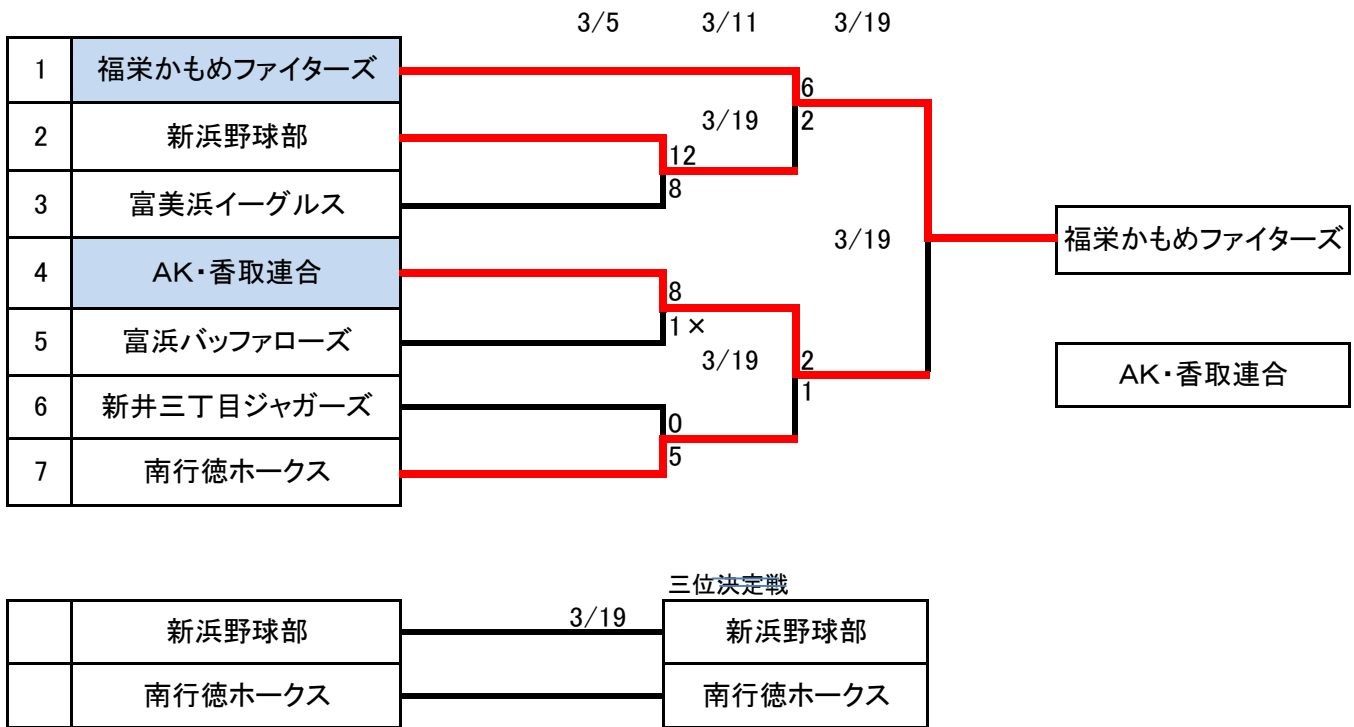 3/5 3/11 3/19
1 福栄かもめファイターズ
6
2 新浜野球部 3/19 2
12
8
3 富美浜イーグルス
3/19 福栄かもめファイターズ
4 AK・香取連合
8
1×
5 富浜バッファローズ
3/19 2 AK・香取連合
1
6 新井三丁目ジャガーズ
0
5
7 南行徳ホークス
三位決定戦
新浜野球部 3/19 新浜野球部
南行徳ホークス 南行徳ホークス